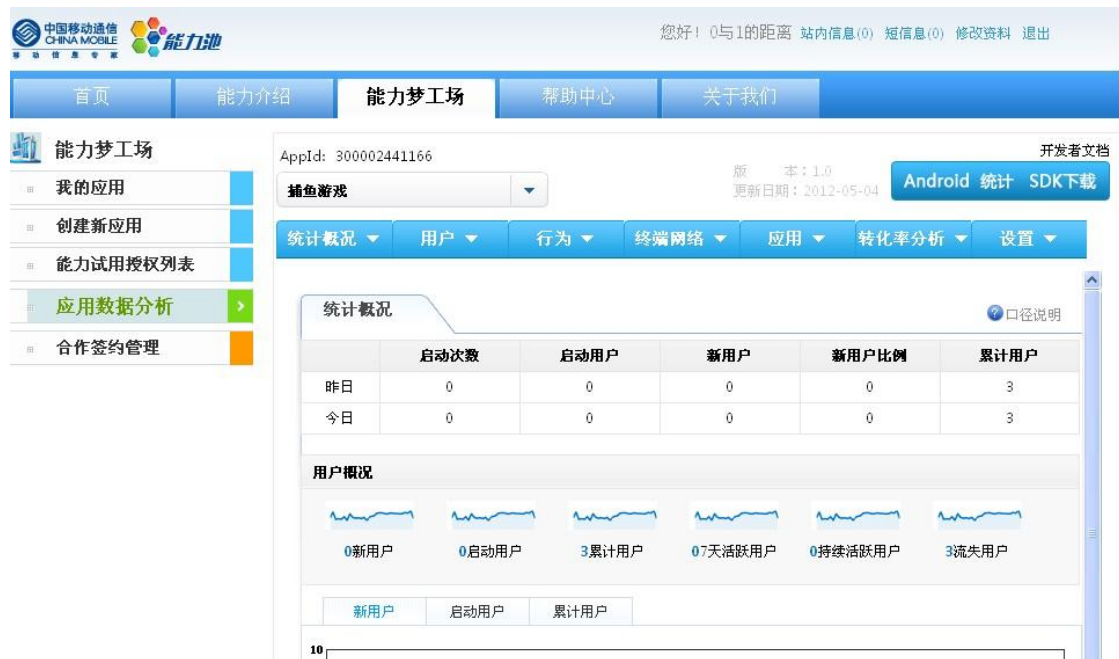 中国移动通信
CHINA MOBILE
移动信息专家
能力池
您好！0与1的距离 站内信息(0) 短信息(0) 修改资料 退出
首页 能力介绍 能力梦工场 帮助中心 关于我们
能力梦工场
我的应用
创建新应用
能力试用授权列表
应用数据分析
合作签约管理
开发者文档
AppId: 300002441166
捕鱼游戏
版 本：1.0
更新日期：2012-05-04
Android 统计 SDK下载
统计概况 用户 行为 终端网络 应用 转化率分析 设置
统计概况
口径说明
启动次数 启动用户 新用户 新用户比例 累计用户
昨日 0 0 0 0 3
今日 0 0 0 0 3
用户概况
0新用户 0启动用户 3累计用户 07天活跃用户 0持续活跃用户 3流失用户
新用户 启动用户 累计用户
10